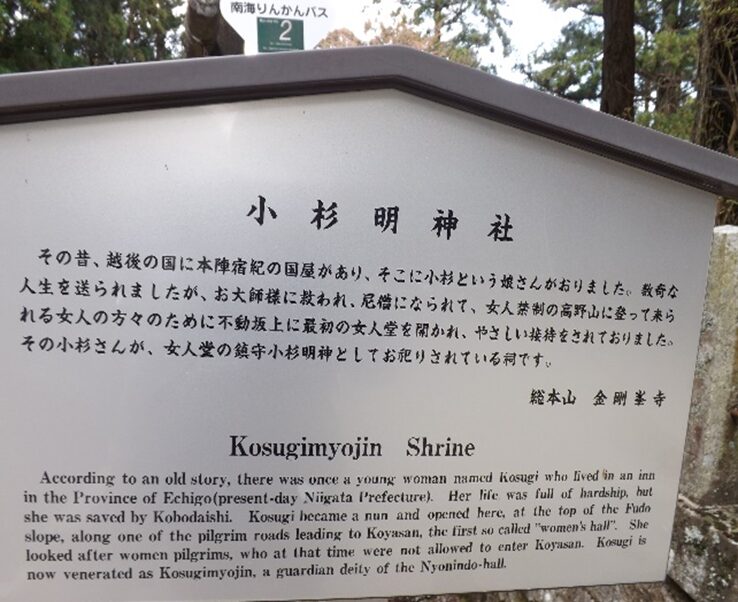 南海りんかんバス
2
小杉明神社
その昔、越後の国に本陣宿紀の国屋があり、そこに小杉という娘さんがおりました。数奇な
人生を送られましたが、お大師様に救われ、尼僧になられて、女人禁制の高野山に登って来ら
れる女人の方々のために不動坂上に最初の女人堂を開かれ、やさしい接待をされておりました。
その小杉さんが、女人堂の鎮守小杉明神としてお祀りされている祠です。
総本山 金剛峯寺
Kosugimyojin Shrine
According to an old story, there was once a young woman named Kosugi who lived in an inn
in the Province of Echigo(present-day Niigata Prefecture). Her life was full of hardship, but
she was saved by Kobodaishi. Kosugi became a nun and opened here, at the top of the Fudo
slope, along one of the pilgrim roads leading to Koyasan, the first so called "women's hall". She
looked after women pilgrims, who at that time were not allowed to enter Koyasan. Kosugi is
now venerated as Kosugimyojin, a guardian deity of the Nyonindo-hall.